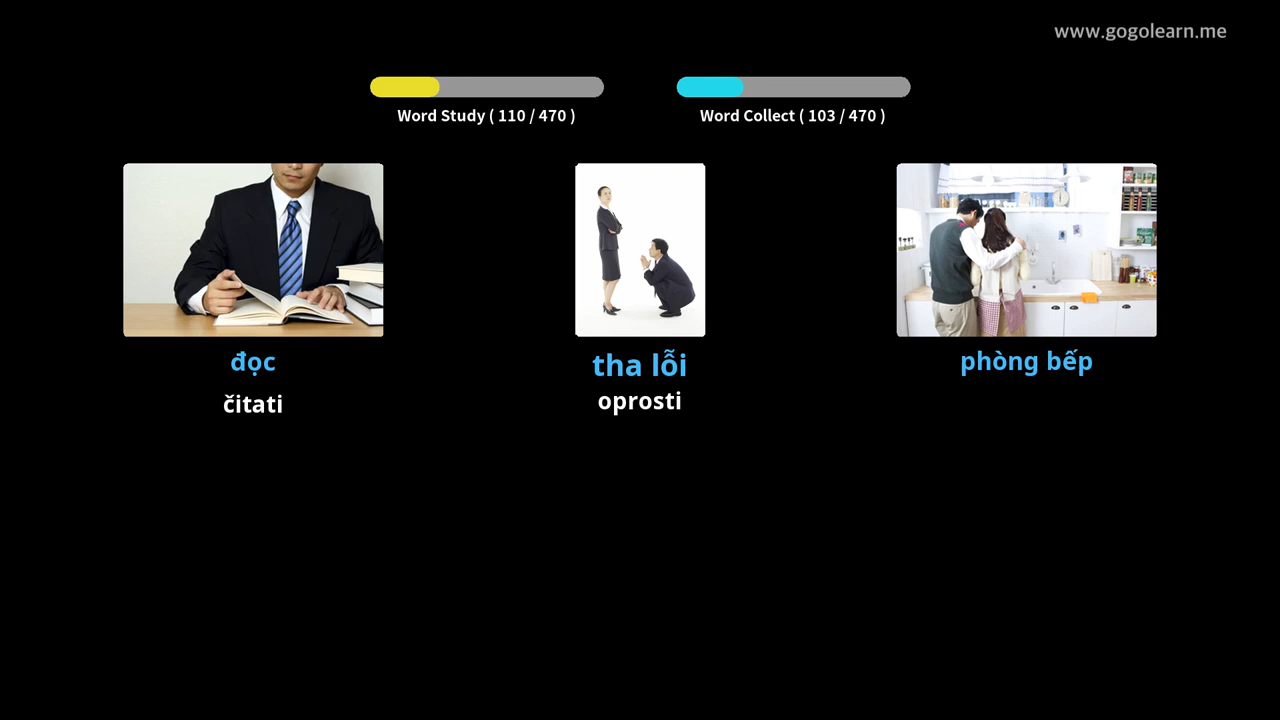 www.gogolearn.me
Word Study ( 110 / 470 )
Word Collect ( 103 / 470 )
đọc
čitati
tha lỗi
oprosti
phòng bếp